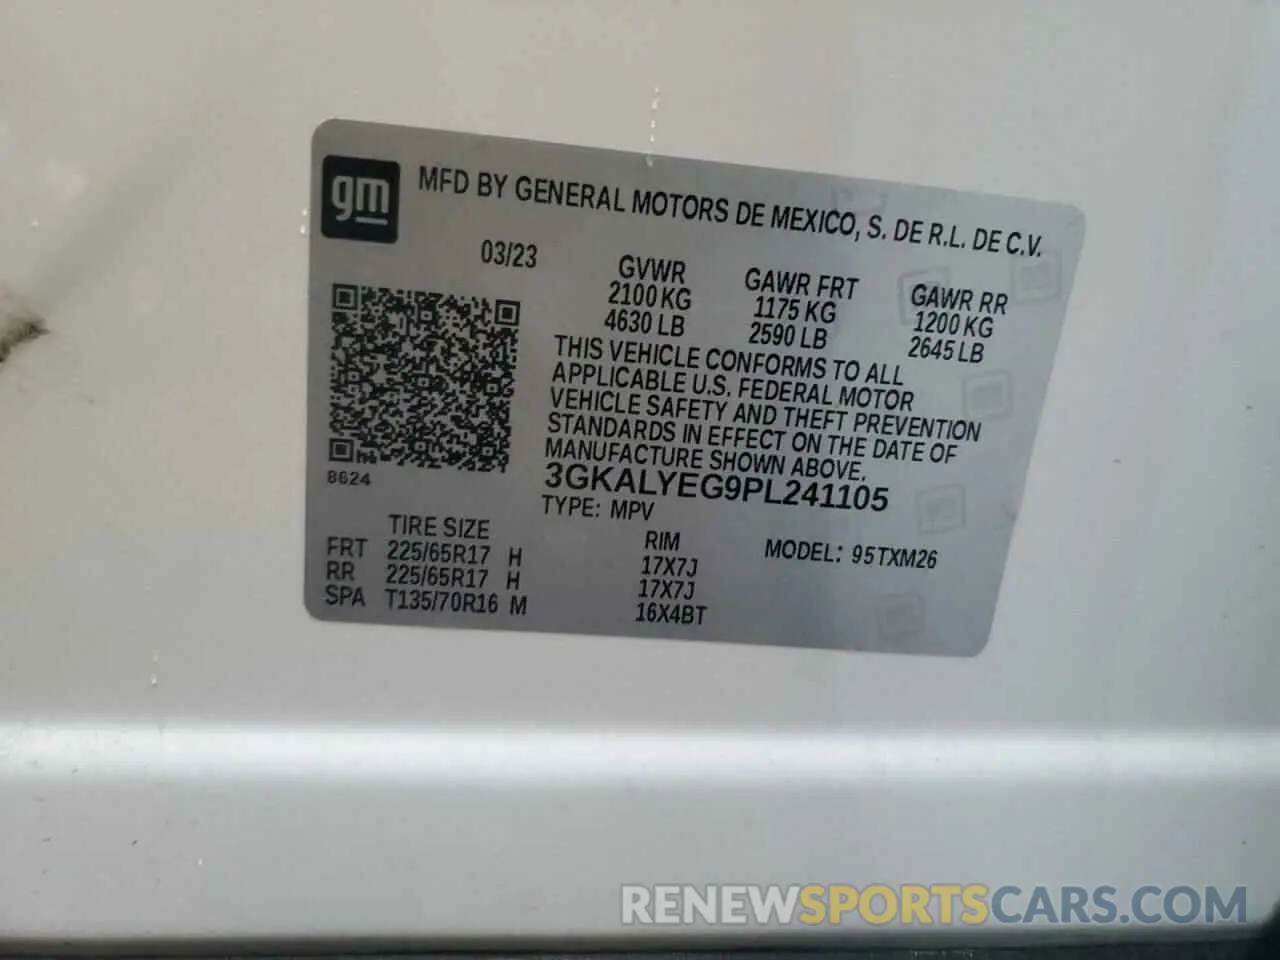 gm
MFD BY GENERAL MOTORS DE MEXICO, S. DE R.L. DE C.V.
03/23
GVWR GAWR FRT GAWR RR
2100 KG 1175 KG 1200 KG
4630 LB 2590 LB 2645 LB
THIS VEHICLE CONFORMS TO ALL
APPLICABLE U.S. FEDERAL MOTOR
VEHICLE SAFETY AND THEFT PREVENTION
STANDARDS IN EFFECT ON THE DATE OF
MANUFACTURE SHOWN ABOVE.
8624
3GKALYEG9PL241105
TYPE: MPV
MODEL: 95TXM26
TIRE SIZE RIM
FRT 225/65R17 H 17X7J
RR 225/65R17 H 17X7J
SPA T135/70R16 M 16X4BT
RENEWSPORTSCARS.COM